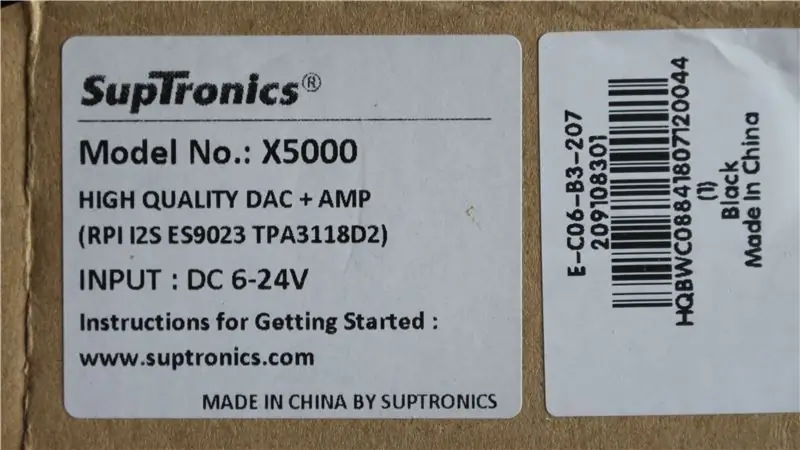 SupTronics®
Model No.: X5000
HIGH QUALITY DAC + AMP
(RPI I2S ES9023 TPA3118D2)
INPUT : DC 6-24V
Instructions for Getting Started :
www.suptronics.com
MADE IN CHINA BY SUPTRONICS
E-C06-B3-207
209108301
HQBWC08841807120044
(1)
Black
Made In China